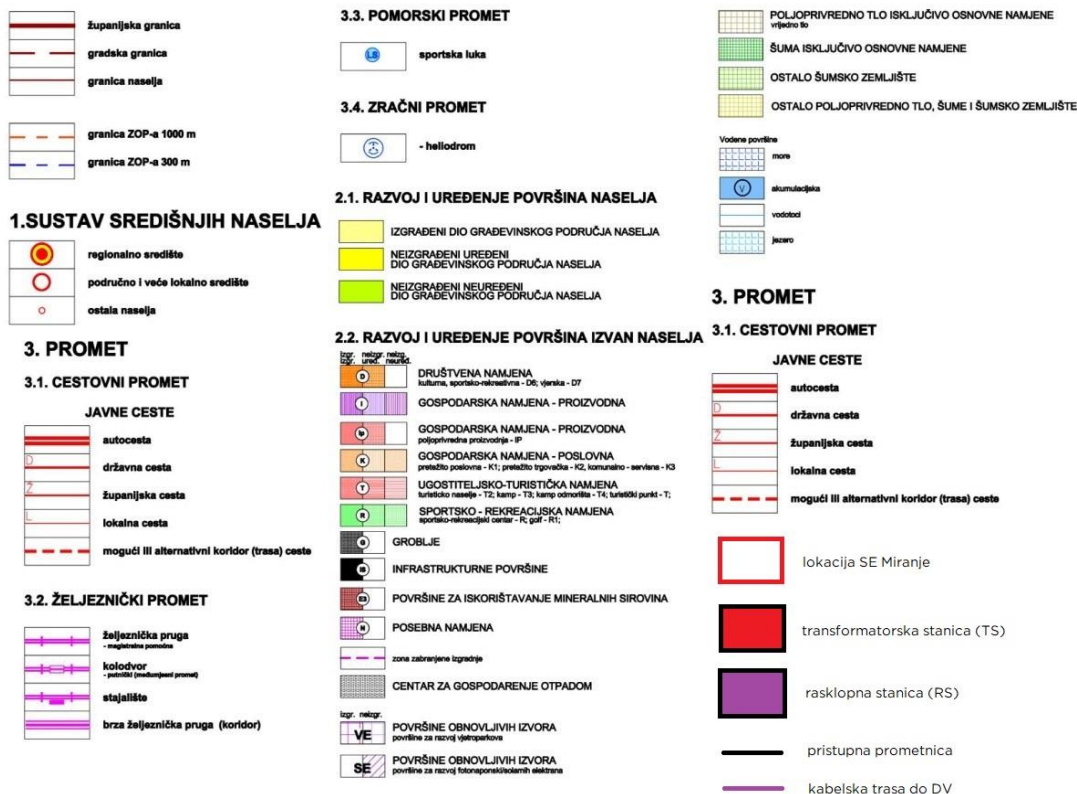 županijska granica
gradska granica
granica naselja
granica ZOP-a 1000 m
granica ZOP-a 300 m
1.SUSTAV SREDIŠNJIH NASELJA
regionalno središte
područno i veće lokalno središte
ostala naselja
3. PROMET
3.1. CESTOVNI PROMET
JAVNE CESTE
autocesta
D
državna cesta
Ž
županijska cesta
L
lokalna cesta
mogući ili alternativni koridor (trasa) ceste
3.2. ŽELJEZNIČKI PROMET
željeznička pruga
- magistralna pomoćna
kolodvor
- putnički (međumjesni promet)
stajalište
brza željeznička pruga (koridor)
3.3. POMORSKI PROMET
LS
sportska luka
3.4. ZRAČNI PROMET
- heliodrom
2.1. RAZVOJ I UREĐENJE POVRŠINA NASELJA
IZGRAĐENI DIO GRAĐEVINSKOG PODRUČJA NASELJA
NEIZGRAĐENI UREĐENI
DIO GRAĐEVINSKOG PODRUČJA NASELJA
NEIZGRAĐENI NEUREĐENI
DIO GRAĐEVINSKOG PODRUČJA NASELJA
2.2. RAZVOJ I UREĐENJE POVRŠINA IZVAN NASELJA
izgr. neizgr. neizg.
izgr. uređ. neuređ.
D
DRUŠTVENA NAMJENA
kulturna, sportsko-rekreativna - D6; vjerska - D7
I
GOSPODARSKA NAMJENA - PROIZVODNA
Ip
GOSPODARSKA NAMJENA - PROIZVODNA
poljoprivredna proizvodnja - IP
K
GOSPODARSKA NAMJENA - POSLOVNA
pretežito poslovna - K1; pretežito trgovačka - K2, komunalno - servisna - K3
T
UGOSTITELJSKO-TURISTIČKA NAMJENA
turističko naselje - T2; kamp - T3; kamp odmorišta - T4; turistički punkt - T;
R
SPORTSKO - REKREACIJSKA NAMJENA
sportsko-rekreacijski centar - R; golf - R1;
G
GROBLJE
IS
INFRASTRUKTURNE POVRŠINE
E3
POVRŠINE ZA ISKORIŠTAVANJE MINERALNIH SIROVINA
N
POSEBNA NAMJENA
zona zabranjene izgradnje
CENTAR ZA GOSPODARENJE OTPADOM
izgr. neizgr.
VE
POVRŠINE OBNOVLJIVIH IZVORA
površine za razvoj vjetroparkova
SE
POVRŠINE OBNOVLJIVIH IZVORA
površine za razvoj fotonaponski/solarnih elektrana
POLJOPRIVREDNO TLO ISKLJUČIVO OSNOVNE NAMJENE
vrijedno tlo
ŠUMA ISKLJUČIVO OSNOVNE NAMJENE
OSTALO ŠUMSKO ZEMLJIŠTE
OSTALO POLJOPRIVREDNO TLO, ŠUME I ŠUMSKO ZEMLJIŠTE
Vodene površine
more
V
akumulacijska
vodotoci
jezero
3. PROMET
3.1. CESTOVNI PROMET
JAVNE CESTE
autocesta
D
državna cesta
Ž
županijska cesta
L
lokalna cesta
mogući ili alternativni koridor (trasa) ceste
lokacija SE Miranje
transformatorska stanica (TS)
rasklopna stanica (RS)
pristupna prometnica
kabelska trasa do DV